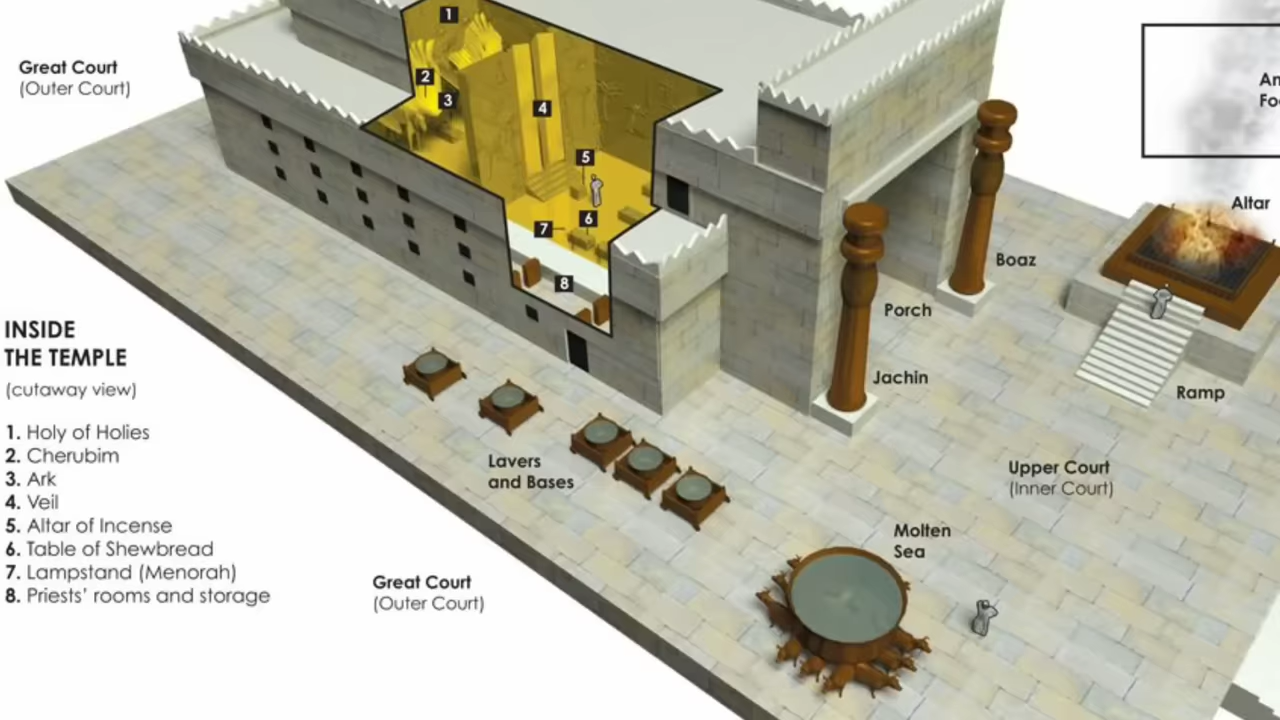 Great Court
(Outer Court)
1
2
3
4
5
6
7
8
Altar
Boaz
Porch
Jachin
Ramp
INSIDE
THE TEMPLE
(cutaway view)
1. Holy of Holies
2. Cherubim
3. Ark
4. Veil
5. Altar of Incense
6. Table of Shewbread
7. Lampstand (Menorah)
8. Priests' rooms and storage
Lavers
and Bases
Upper Court
(Inner Court)
Molten
Sea
Great Court
(Outer Court)